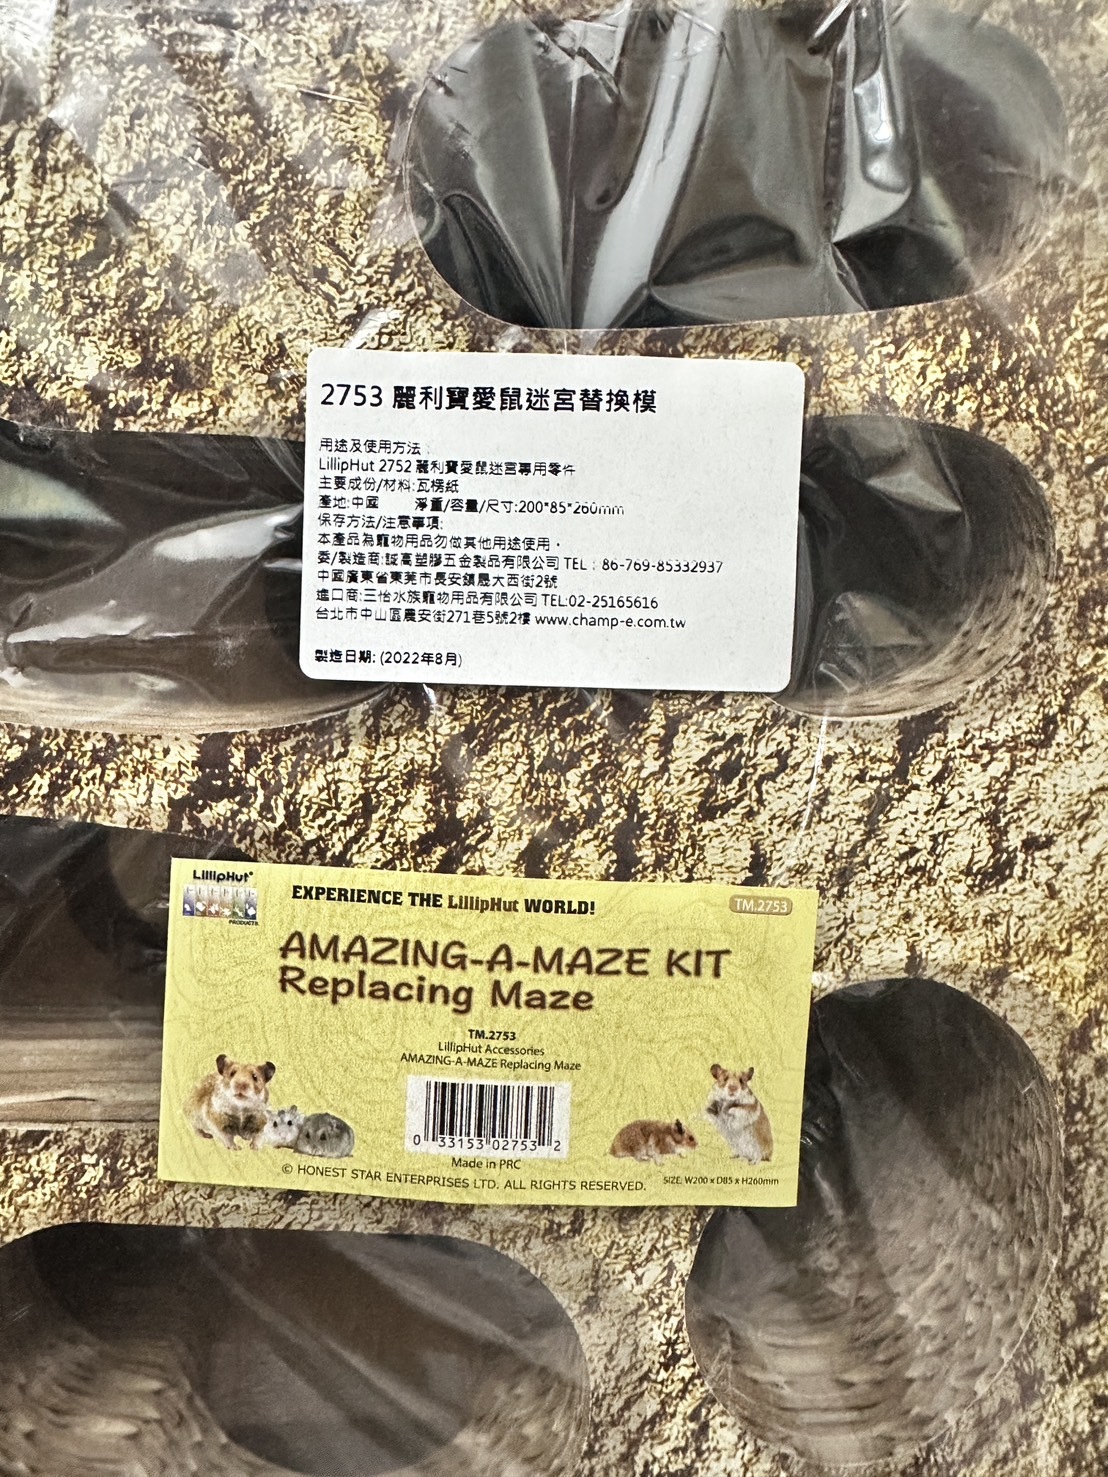 2753 麗利寶愛鼠迷宮替換模
用途及使用方法:
LillipHut 2752 麗利寶愛鼠迷宮專用零件
主要成份/材料:瓦楞紙
產地:中國 淨重/容量/尺寸:200*85*260mm
保存方法/注意事項:
本產品為寵物用品勿做其他用途使用。
委/製造商:誠高塑膠五金製品有限公司 TEL：86-769-85332937
中國廣東省東莞市長安鎮晟大西街2號
進口商:三怡水族寵物用品有限公司 TEL:02-25165616
台北市中山區農安街271巷5號2樓 www.champ-e.com.tw
製造日期: (2022年8月)
LillipHut®
PRODUCTS
EXPERIENCE THE LillipHut WORLD!
TM.2753
AMAZING-A-MAZE KIT
Replacing Maze
TM.2753
LillipHut Accessories
AMAZING-A-MAZE Replacing Maze
0 33153 02753 2
Made in PRC
© HONEST STAR ENTERPRISES LTD. ALL RIGHTS RESERVED.
SIZE: W200 x D85 x H260mm